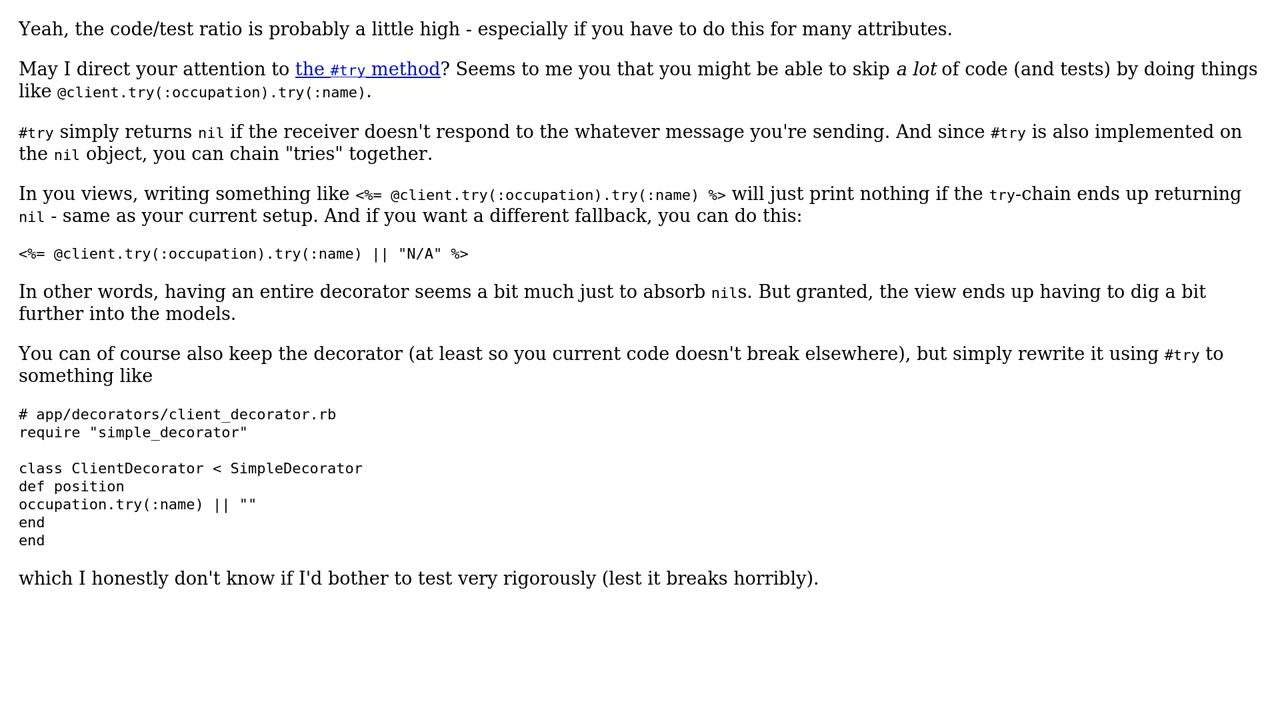 Yeah, the code/test ratio is probably a little high - especially if you have to do this for many attributes.
May I direct your attention to the #try method? Seems to me you that you might be able to skip a lot of code (and tests) by doing things
like @client.try(:occupation).try(:name).
#try simply returns nil if the receiver doesn't respond to the whatever message you're sending. And since #try is also implemented on
the nil object, you can chain "tries" together.
In you views, writing something like <%= @client.try(:occupation).try(:name) %> will just print nothing if the try-chain ends up returning
nil - same as your current setup. And if you want a different fallback, you can do this:
<%= @client.try(:occupation).try(:name) || "N/A" %>
In other words, having an entire decorator seems a bit much just to absorb nils. But granted, the view ends up having to dig a bit
further into the models.
You can of course also keep the decorator (at least so you current code doesn't break elsewhere), but simply rewrite it using #try to
something like
# app/decorators/client_decorator.rb
require "simple_decorator"
class ClientDecorator < SimpleDecorator
def position
occupation.try(:name) || ""
end
end
which I honestly don't know if I'd bother to test very rigorously (lest it breaks horribly).